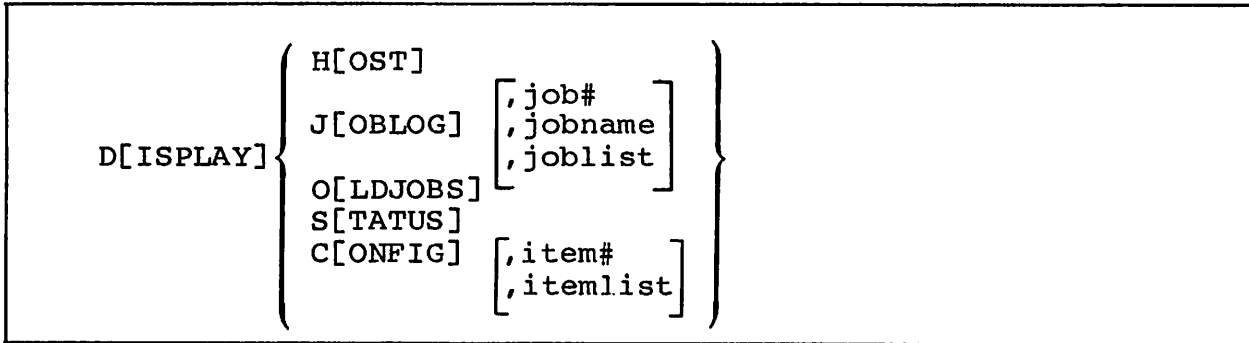 H[OST]
,job#
J[OBLOG] ,jobname
D[ISPLAY] ,joblist
O[LDJOBS]
S[TATUS]
C[ONFIG] ,item#
,itemlist